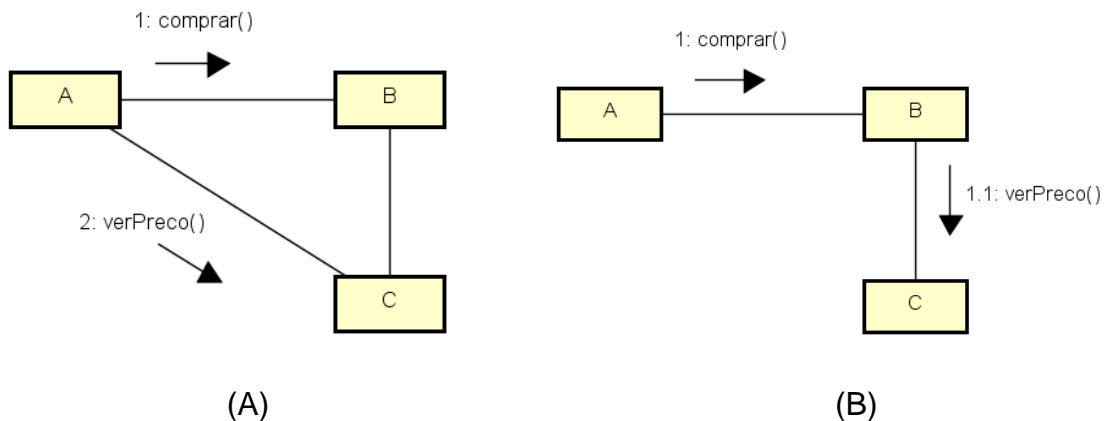 1: comprar()
A
B
2: verPreco()
C
(A)
1: comprar()
A
B
1.1: verPreco()
C
(B)